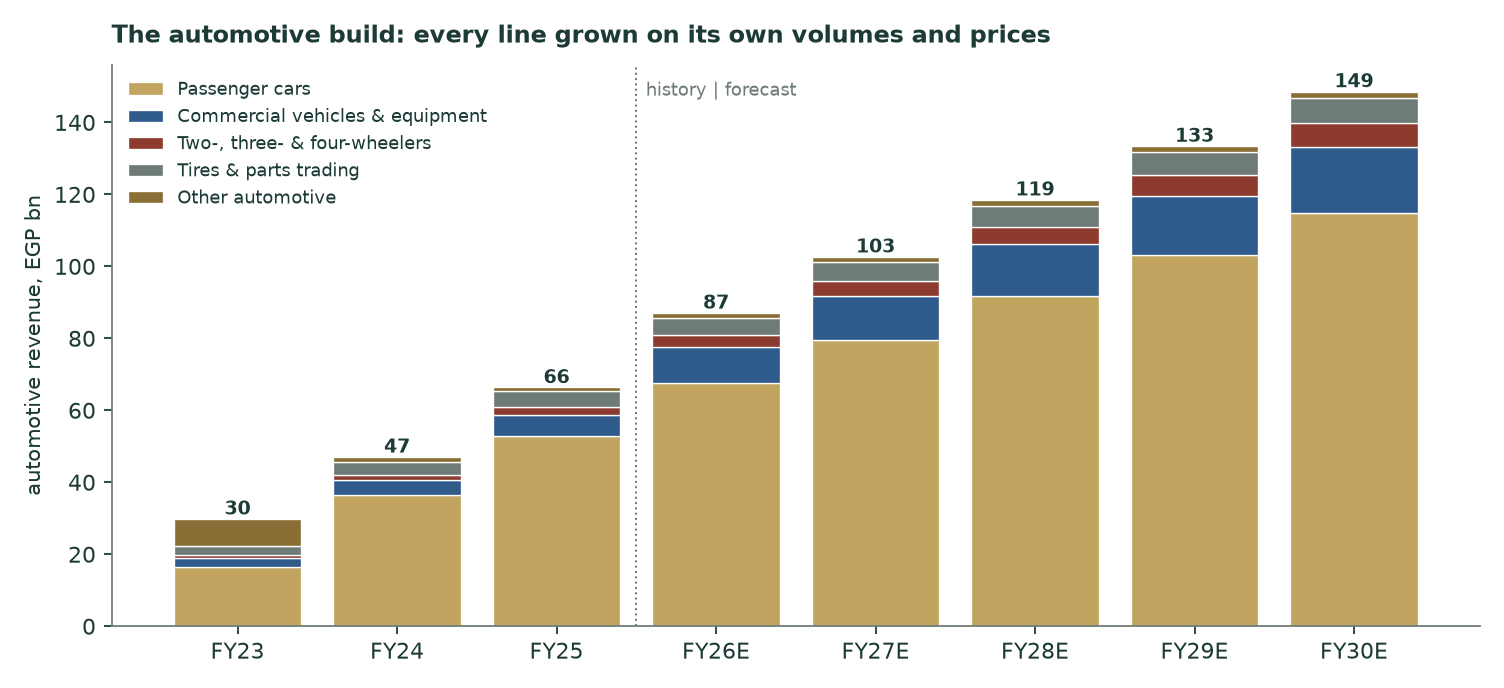 The automotive build: every line grown on its own volumes and prices
automotive revenue, EGP bn
Passenger cars
Commercial vehicles & equipment
Two-, three- & four-wheelers
Tires & parts trading
Other automotive
history | forecast
140
120
100
80
60
40
20
0
30
47
66
87
103
119
133
149
FY23
FY24
FY25
FY26E
FY27E
FY28E
FY29E
FY30E